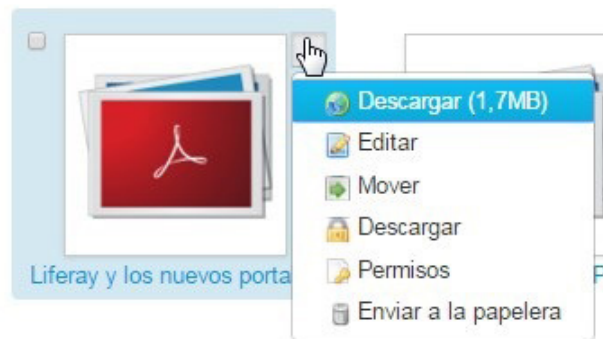 Descargar (1,7MB)
Editar
Mover
Descargar
Permisos
Enviar a la papelera
Liferay y los nuevos porta
P